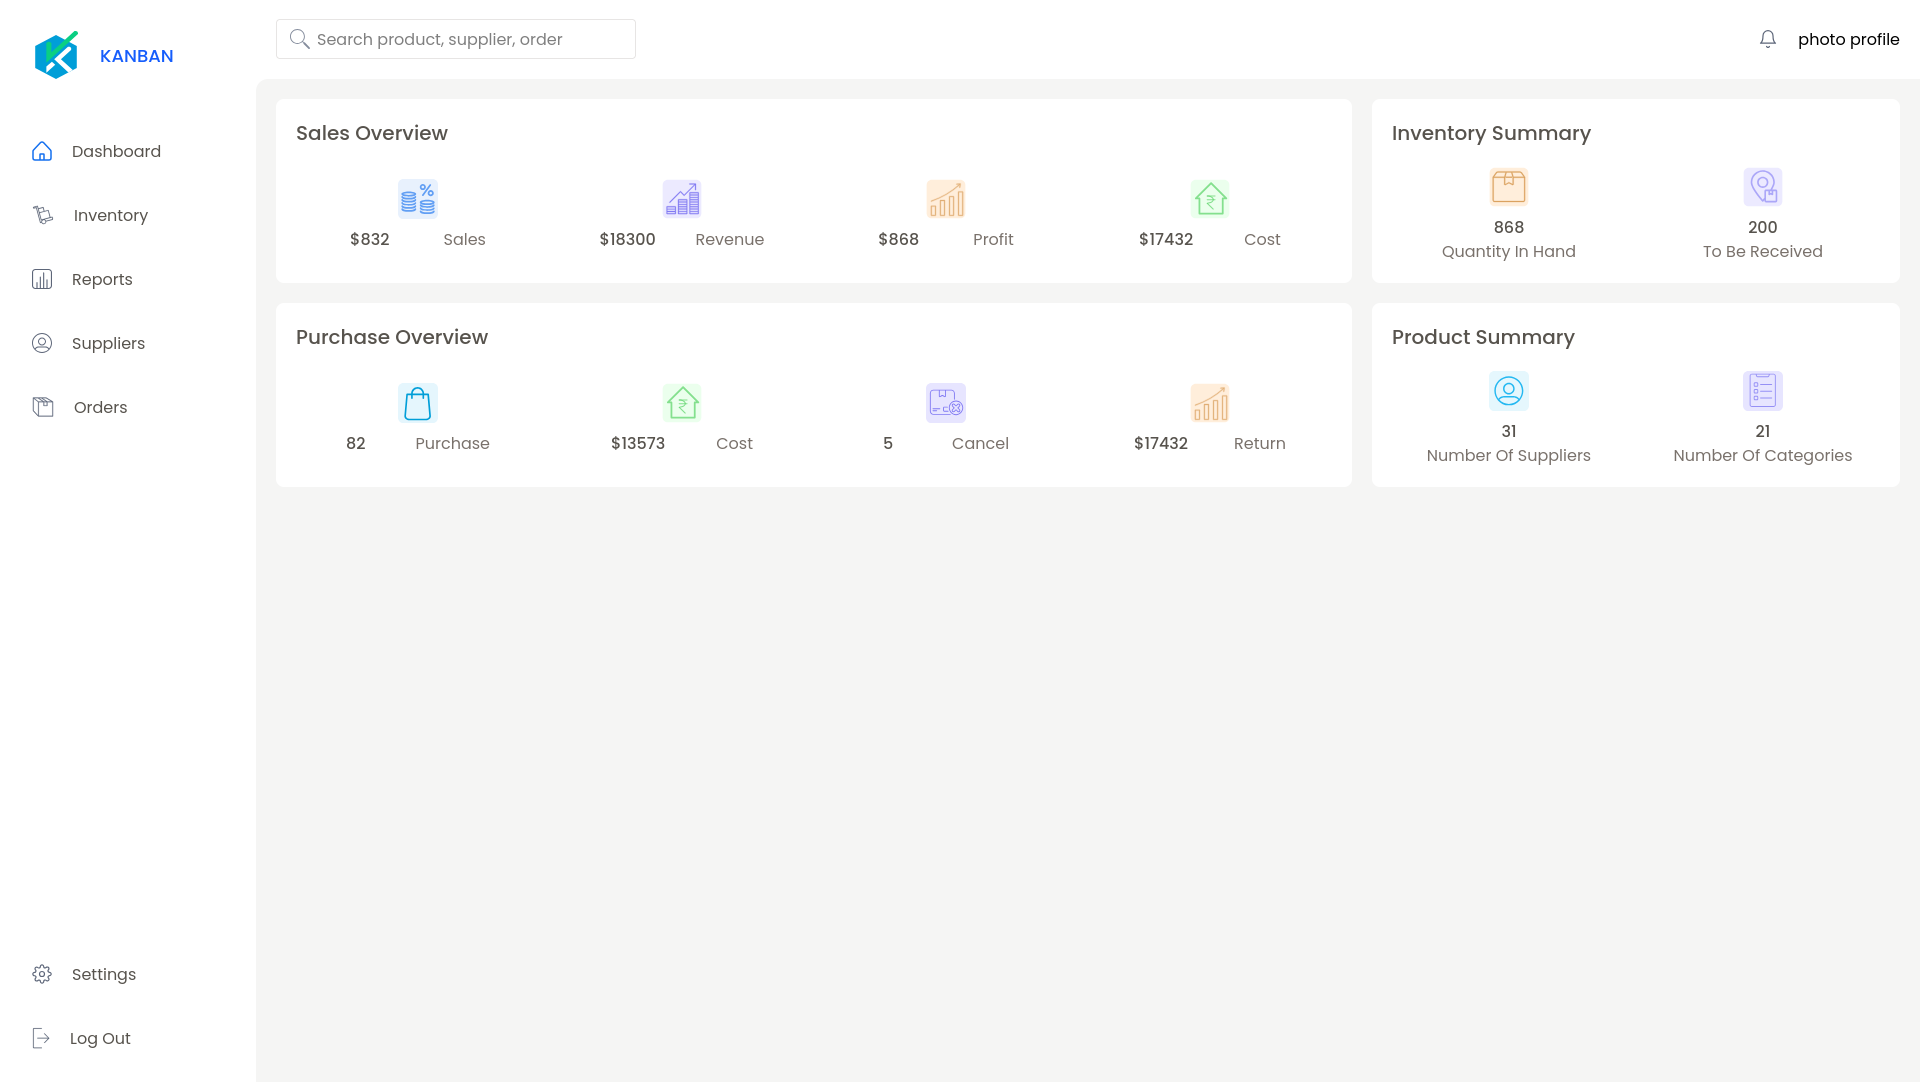 KANBAN
Dashboard
Inventory
Reports
Suppliers
Orders
Settings
Log Out
Search product, supplier, order
photo profile
Sales Overview
$832 Sales
$18300 Revenue
$868 Profit
$17432 Cost
Inventory Summary
868
Quantity In Hand
200
To Be Received
Purchase Overview
82 Purchase
$13573 Cost
5 Cancel
$17432 Return
Product Summary
31
Number Of Suppliers
21
Number Of Categories